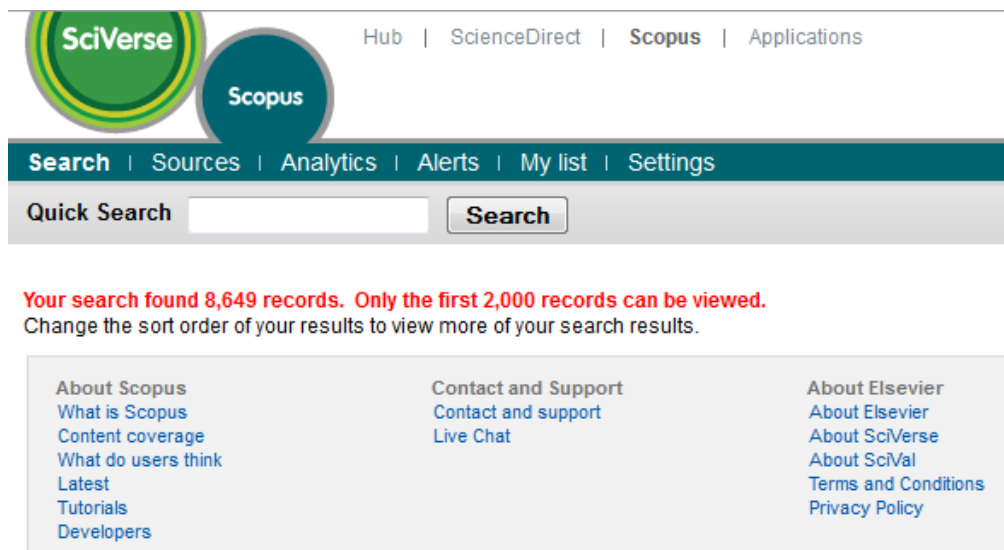 SciVerse
Scopus
Hub | ScienceDirect | Scopus | Applications
Search | Sources | Analytics | Alerts | My list | Settings
Quick Search Search
Your search found 8,649 records. Only the first 2,000 records can be viewed.
Change the sort order of your results to view more of your search results.
About Scopus
What is Scopus
Content coverage
What do users think
Latest
Tutorials
Developers
Contact and Support
Contact and support
Live Chat
About Elsevier
About Elsevier
About SciVerse
About SciVal
Terms and Conditions
Privacy Policy